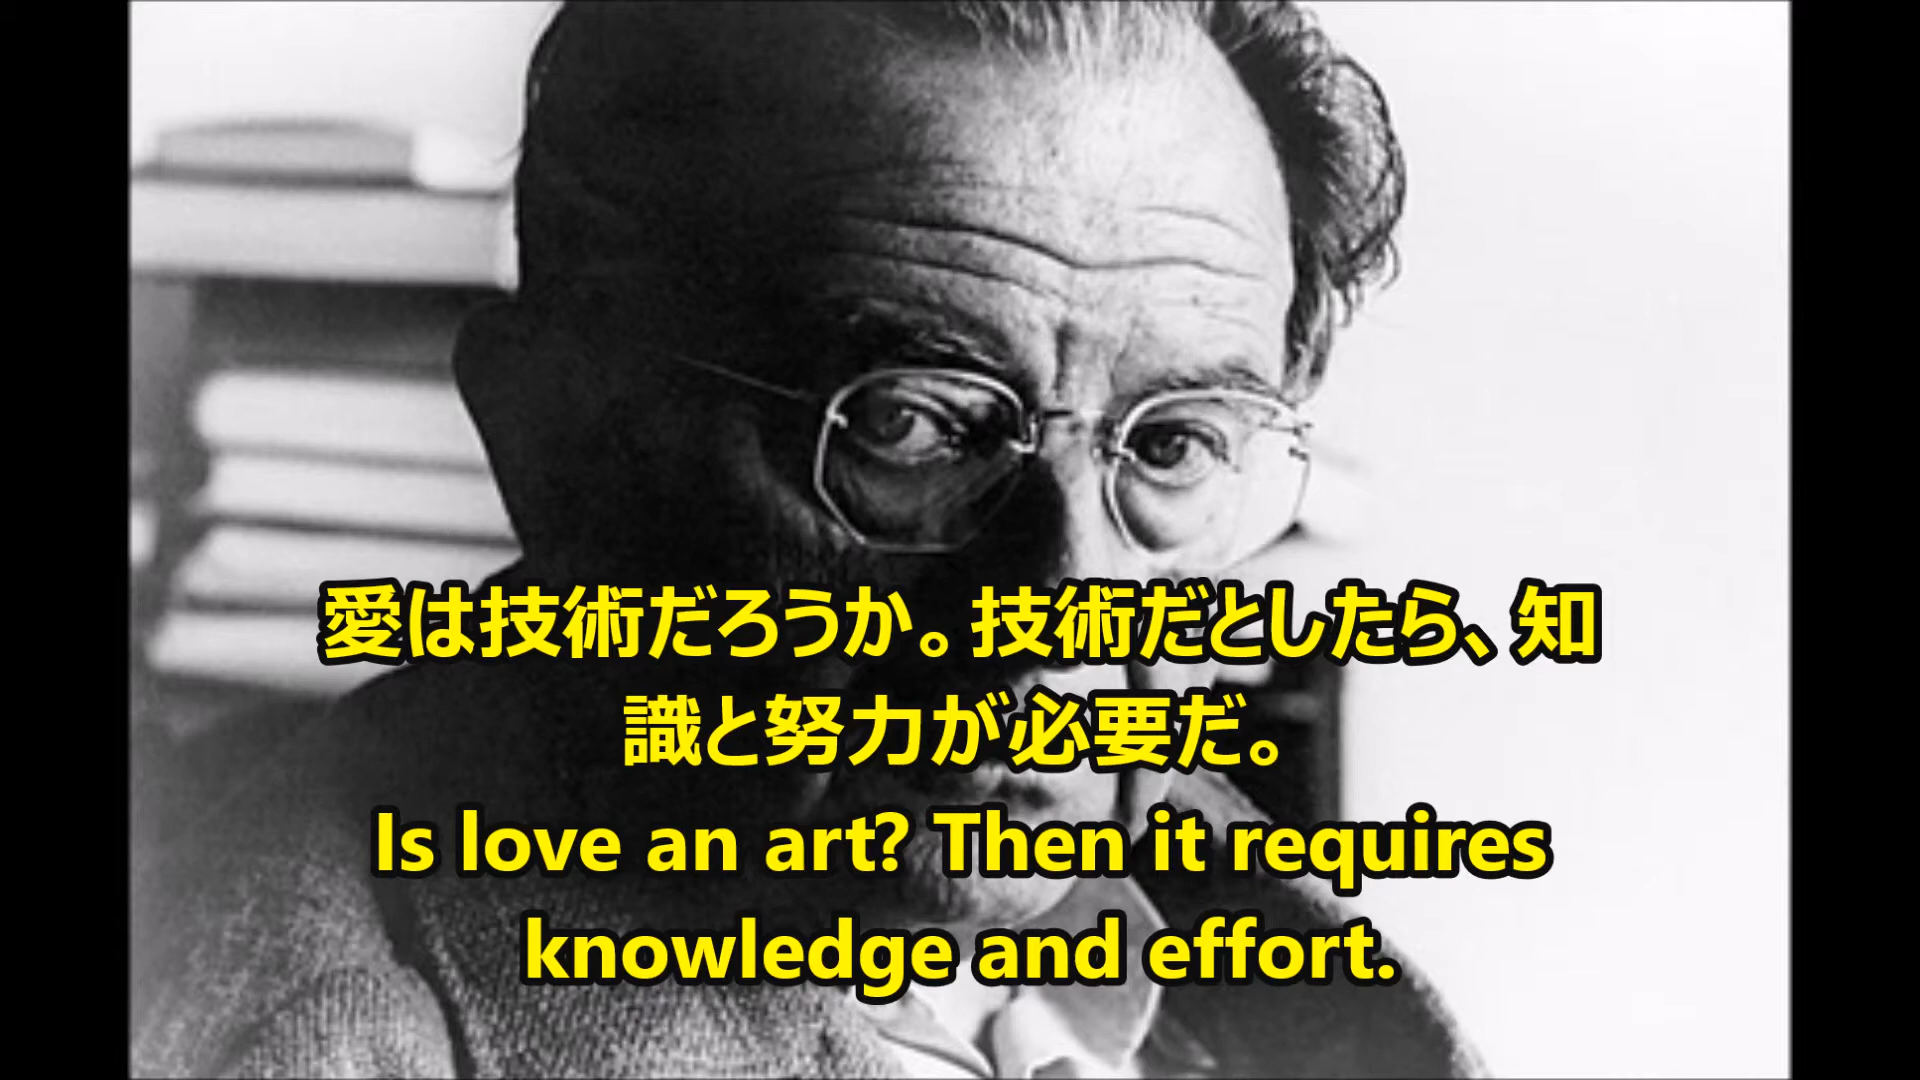 愛は技術だろうか。技術だとしたら、知
識と努力が必要だ。
Is love an art? Then it requires
knowledge and effort.